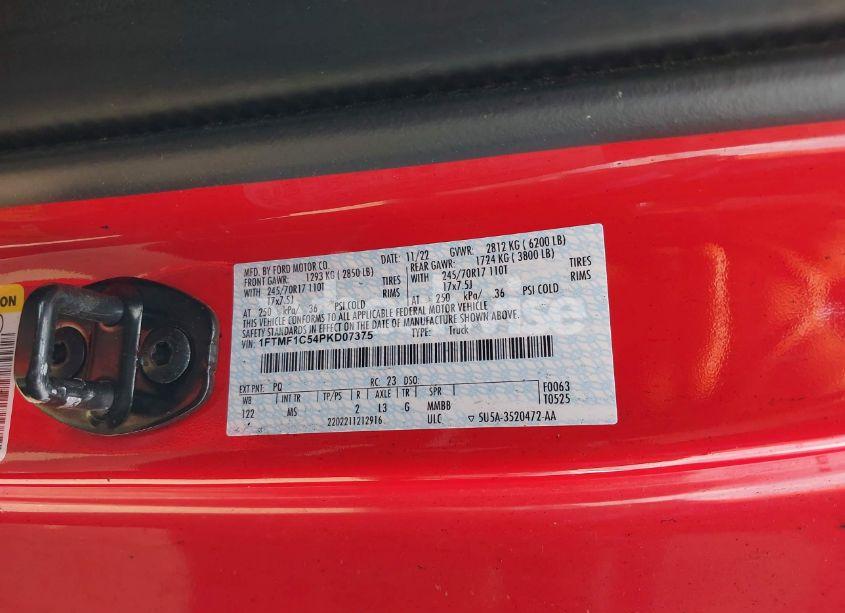 ON
MFD. BY FORD MOTOR CO. DATE: 11/22 GVWR: 2812 KG ( 6200 LB)
FRONT GAWR: 1293 KG ( 2850 LB) REAR GAWR: 1724 KG ( 3800 LB)
WITH 245/70R17 110T TIRES WITH 245/70R17 110T TIRES
17x7.5J RIMS 17x7.5J RIMS
AT 250 kPa/ 36 PSI COLD AT 250 kPa/ 36 PSI COLD
THIS VEHICLE CONFORMS TO ALL APPLICABLE FEDERAL MOTOR VEHICLE
SAFETY STANDARDS IN EFFECT ON THE DATE OF MANUFACTURE SHOWN ABOVE.
VIN: 1FTMF1C54PKD07375 TYPE: Truck
EXT PNT: PQ RC: 23 DSO: F0063
WB INT TR TP/PS R AXLE TR SPR T0525
122 MS 2 L3 G MMBB
2202211212916 ULC 5U5A-3520472-AA